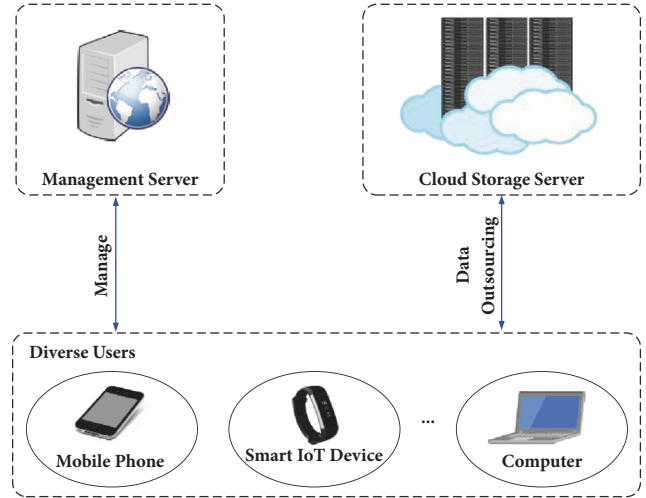 Management Server
Cloud Storage Server
Manage
Data
Outsourcing
Diverse Users
Mobile Phone
Smart IoT Device
...
Computer